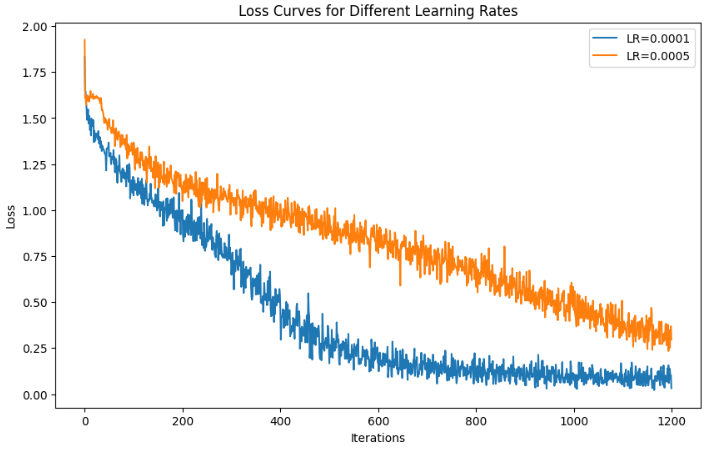 Loss Curves for Different Learning Rates
LR=0.0001
LR=0.0005
Loss
2.00
1.75
1.50
1.25
1.00
0.75
0.50
0.25
0.00
0 200 400 600 800 1000 1200
Iterations